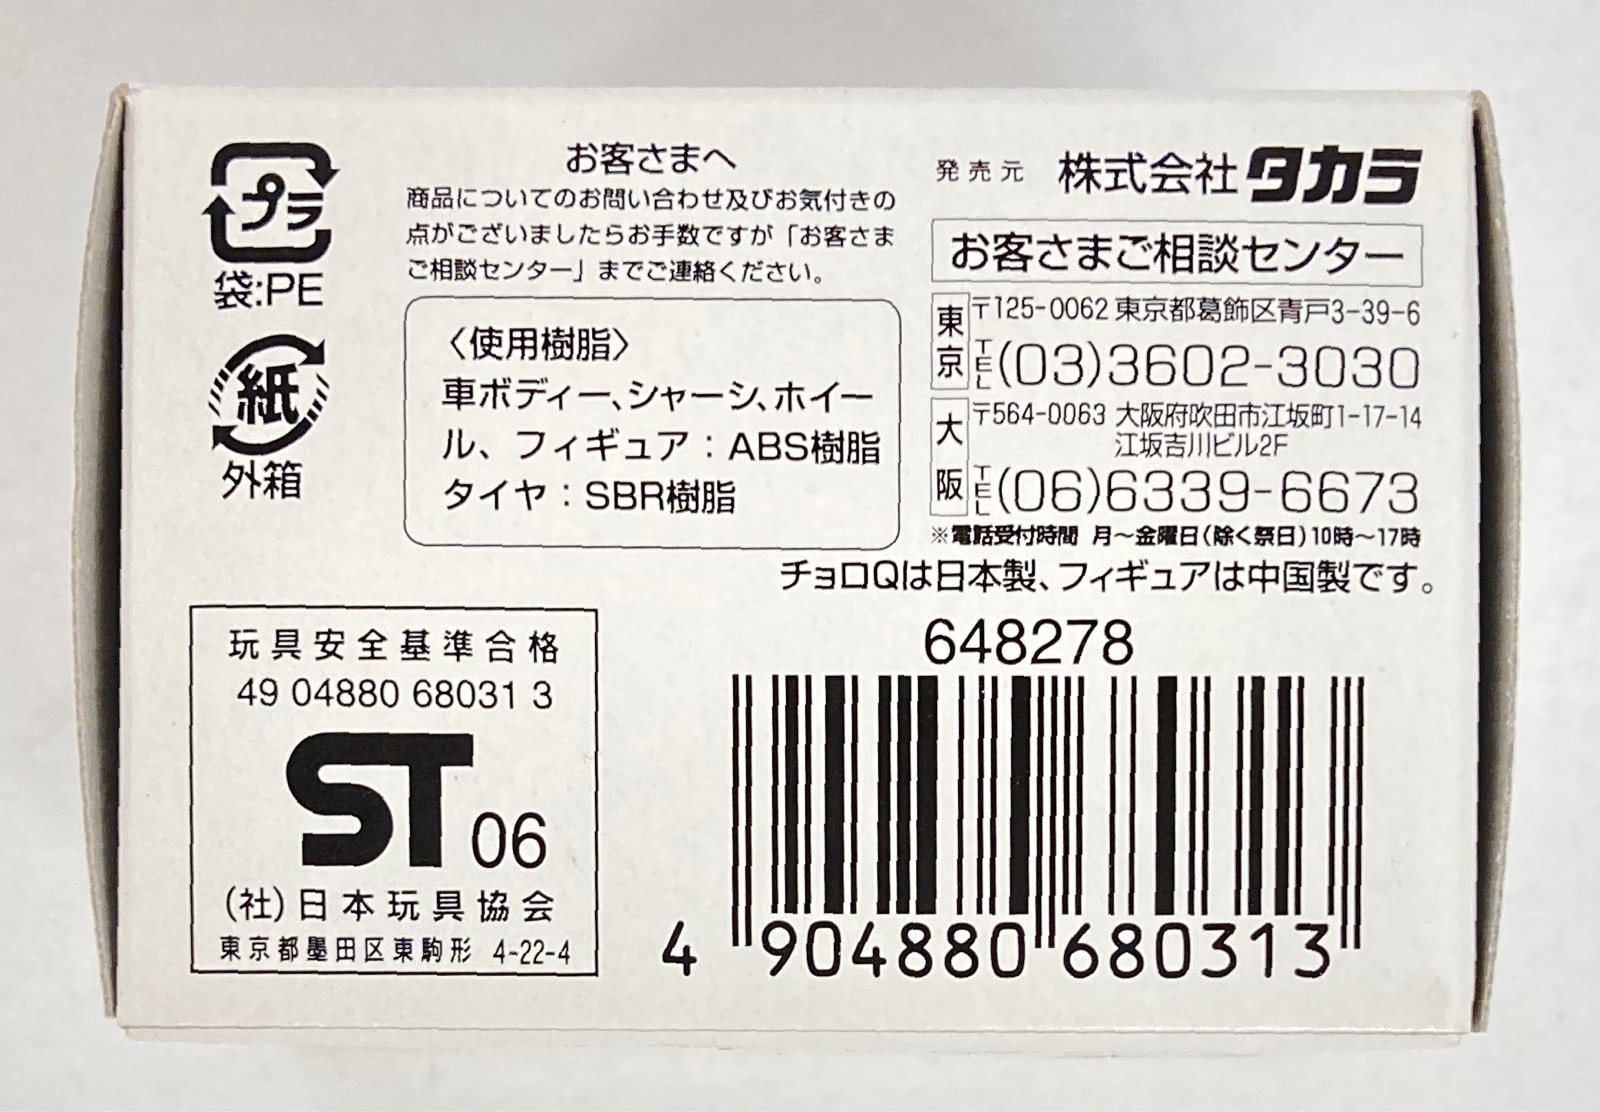 プラ
袋:PE
紙
外箱
お客さまへ
商品についてのお問い合わせ及びお気付きの
点がございましたらお手数ですが「お客さま
ご相談センター」までご連絡ください。
〈使用樹脂〉
車ボディー、シャーシ、ホイー
ル、フィギュア：ABS樹脂
タイヤ：SBR樹脂
発売元 株式会社タカラ
お客さまご相談センター
東京 〒125-0062 東京都葛飾区青戸3-39-6
TEL(03)3602-3030
大阪 〒564-0063 大阪府吹田市江坂町1-17-14
江坂吉川ビル2F
TEL(06)6339-6673
※電話受付時間 月～金曜日(除く祭日)10時～17時
チョロQは日本製、フィギュアは中国製です。
玩具安全基準合格
49 04880 68031 3
ST 06
(社)日本玩具協会
東京都墨田区東駒形 4-22-4
648278
4 904880 680313